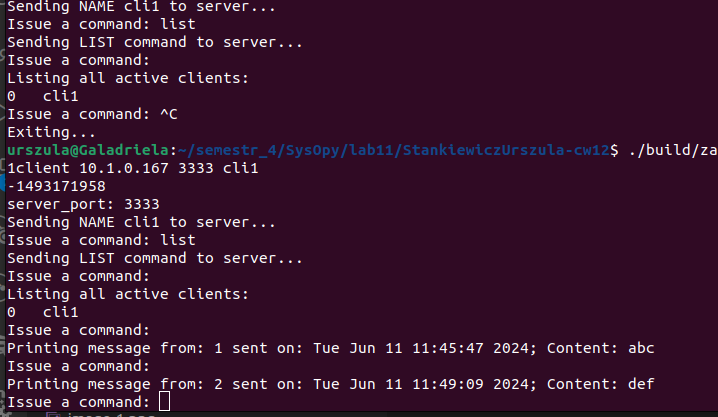 Sending NAME cli1 to server...
Issue a command: list
Sending LIST command to server...
Issue a command:
Listing all active clients:
0   cli1
Issue a command: ^C
Exiting...
urszula@Galadriela:~/semestr_4/SysOpy/lab11/StankiewiczUrszula-cw12$ ./build/za
1client 10.1.0.167 3333 cli1
-1493171958
server_port: 3333
Sending NAME cli1 to server...
Issue a command: list
Sending LIST command to server...
Issue a command:
Listing all active clients:
0   cli1
Issue a command:
Printing message from: 1 sent on: Tue Jun 11 11:45:47 2024; Content: abc
Issue a command:
Printing message from: 2 sent on: Tue Jun 11 11:49:09 2024; Content: def
Issue a command: